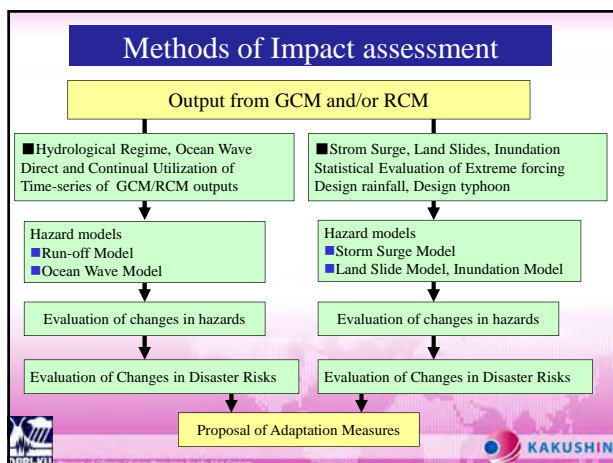 Methods of Impact assessment
Output from GCM and/or RCM
■Hydrological Regime, Ocean Wave
Direct and Continual Utilization of
Time-series of GCM/RCM outputs
■Strom Surge, Land Slides, Inundation
Statistical Evaluation of Extreme forcing
Design rainfall, Design typhoon
Hazard models
■Run-off Model
■Ocean Wave Model
Hazard models
■Storm Surge Model
■Land Slide Model, Inundation Model
Evaluation of changes in hazards
Evaluation of changes in hazards
Evaluation of Changes in Disaster Risks
Evaluation of Changes in Disaster Risks
Proposal of Adaptation Measures
DPRI-KU
KAKUSHIN